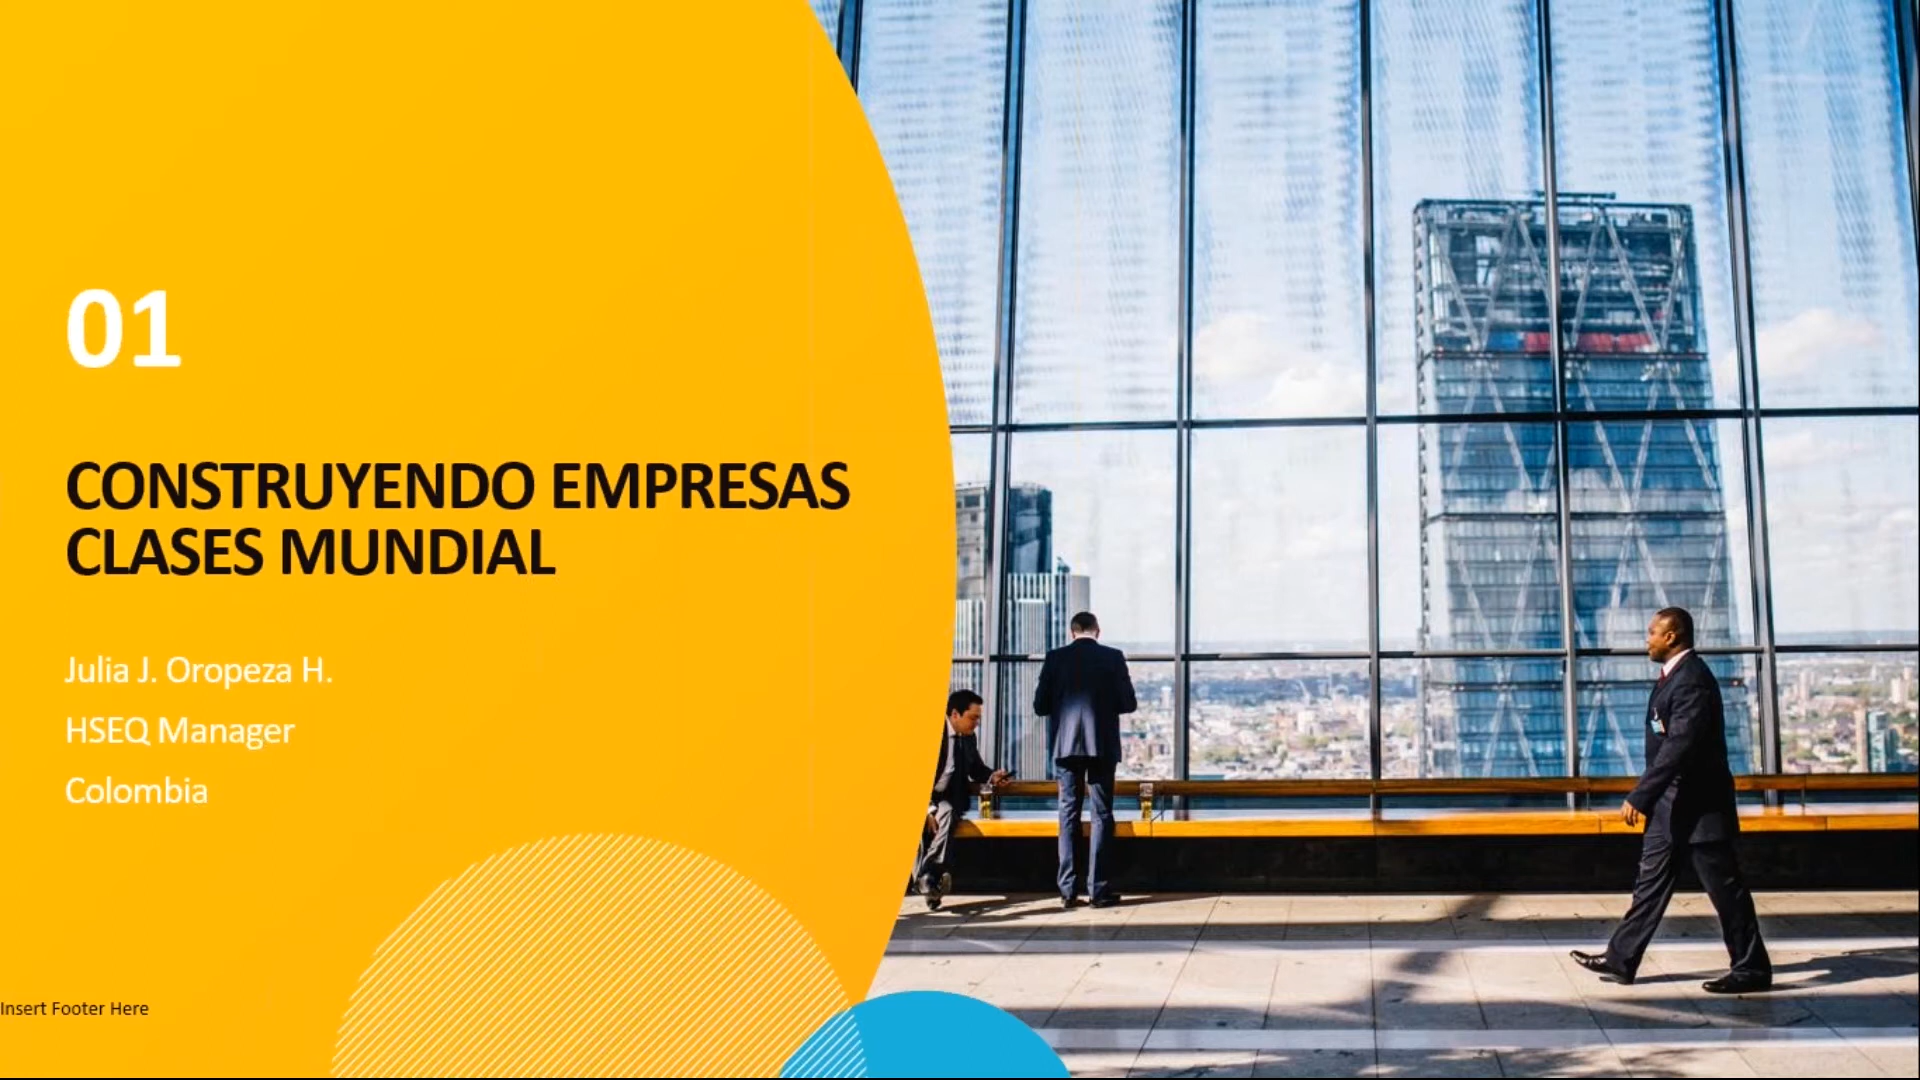 01
CONSTRUYENDO EMPRESAS
CLASES MUNDIAL
Julia J. Oropeza H.
HSEQ Manager
Colombia
Insert Footer Here